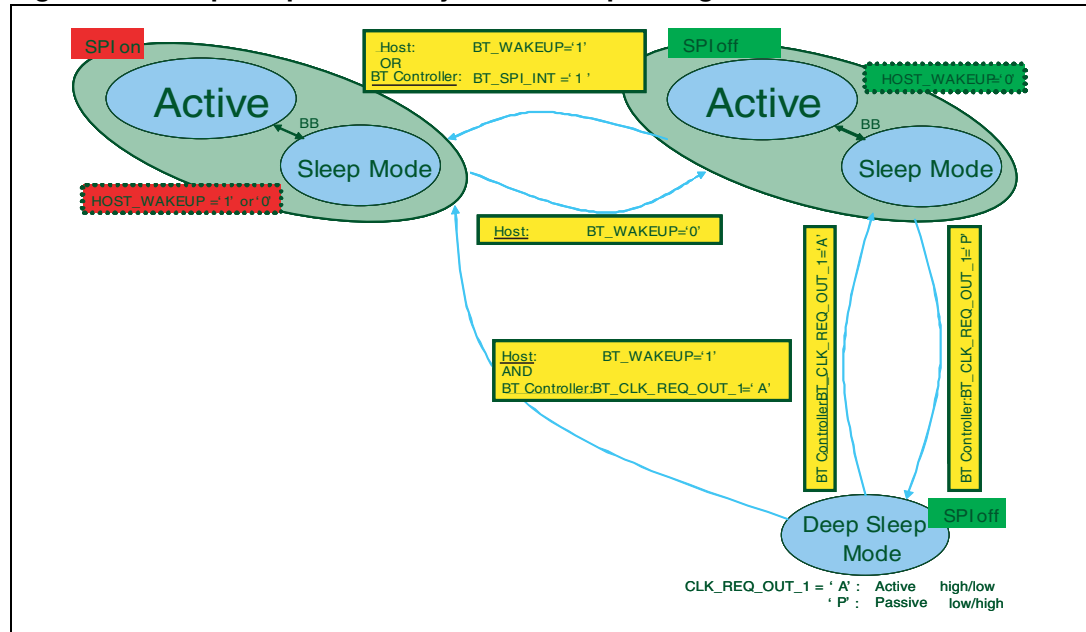 SPI on
Active
BB
Sleep Mode
HOST_WAKEUP ='1' or '0'
Host: BT_WAKEUP='1'
OR
BT Controller: BT_SPI_INT ='1'
SPI off
Active
HOST_WAKEUP='0'
BB
Sleep Mode
Host: BT_WAKEUP='0'
Host: BT_WAKEUP='1'
AND
BT Controller:BT_CLK_REQ_OUT_1='A'
BT Controller:BT_CLK_REQ_OUT_1='A'
BT Controller:BT_CLK_REQ_OUT_1='P'
Deep Sleep
Mode
SPI off
CLK_REQ_OUT_1 = 'A': Active high/low
'P': Passive low/high